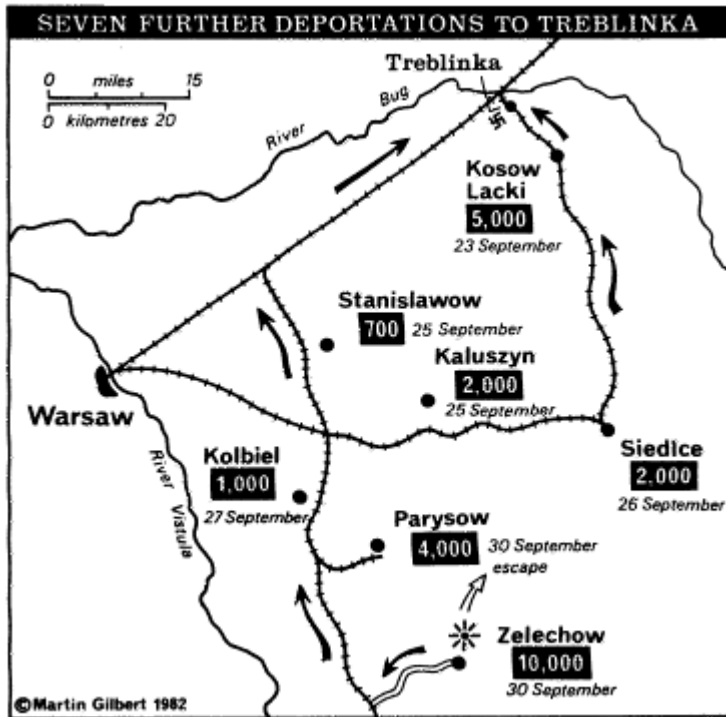 SEVEN FURTHER DEPORTATIONS TO TREBLINKA
0 miles 15
0 kilometres 20
Treblinka
River Bug
Kosow
Lacki
5,000
23 September
Stanislawow
700 25 September
Kaluszyn
2,000
25 September
Warsaw
Siedlce
2,000
26 September
Kolbiel
1,000
27 September
River Vistula
Parysow
4,000 30 September
escape
Zelechow
10,000
30 September
©Martin Gilbert 1982